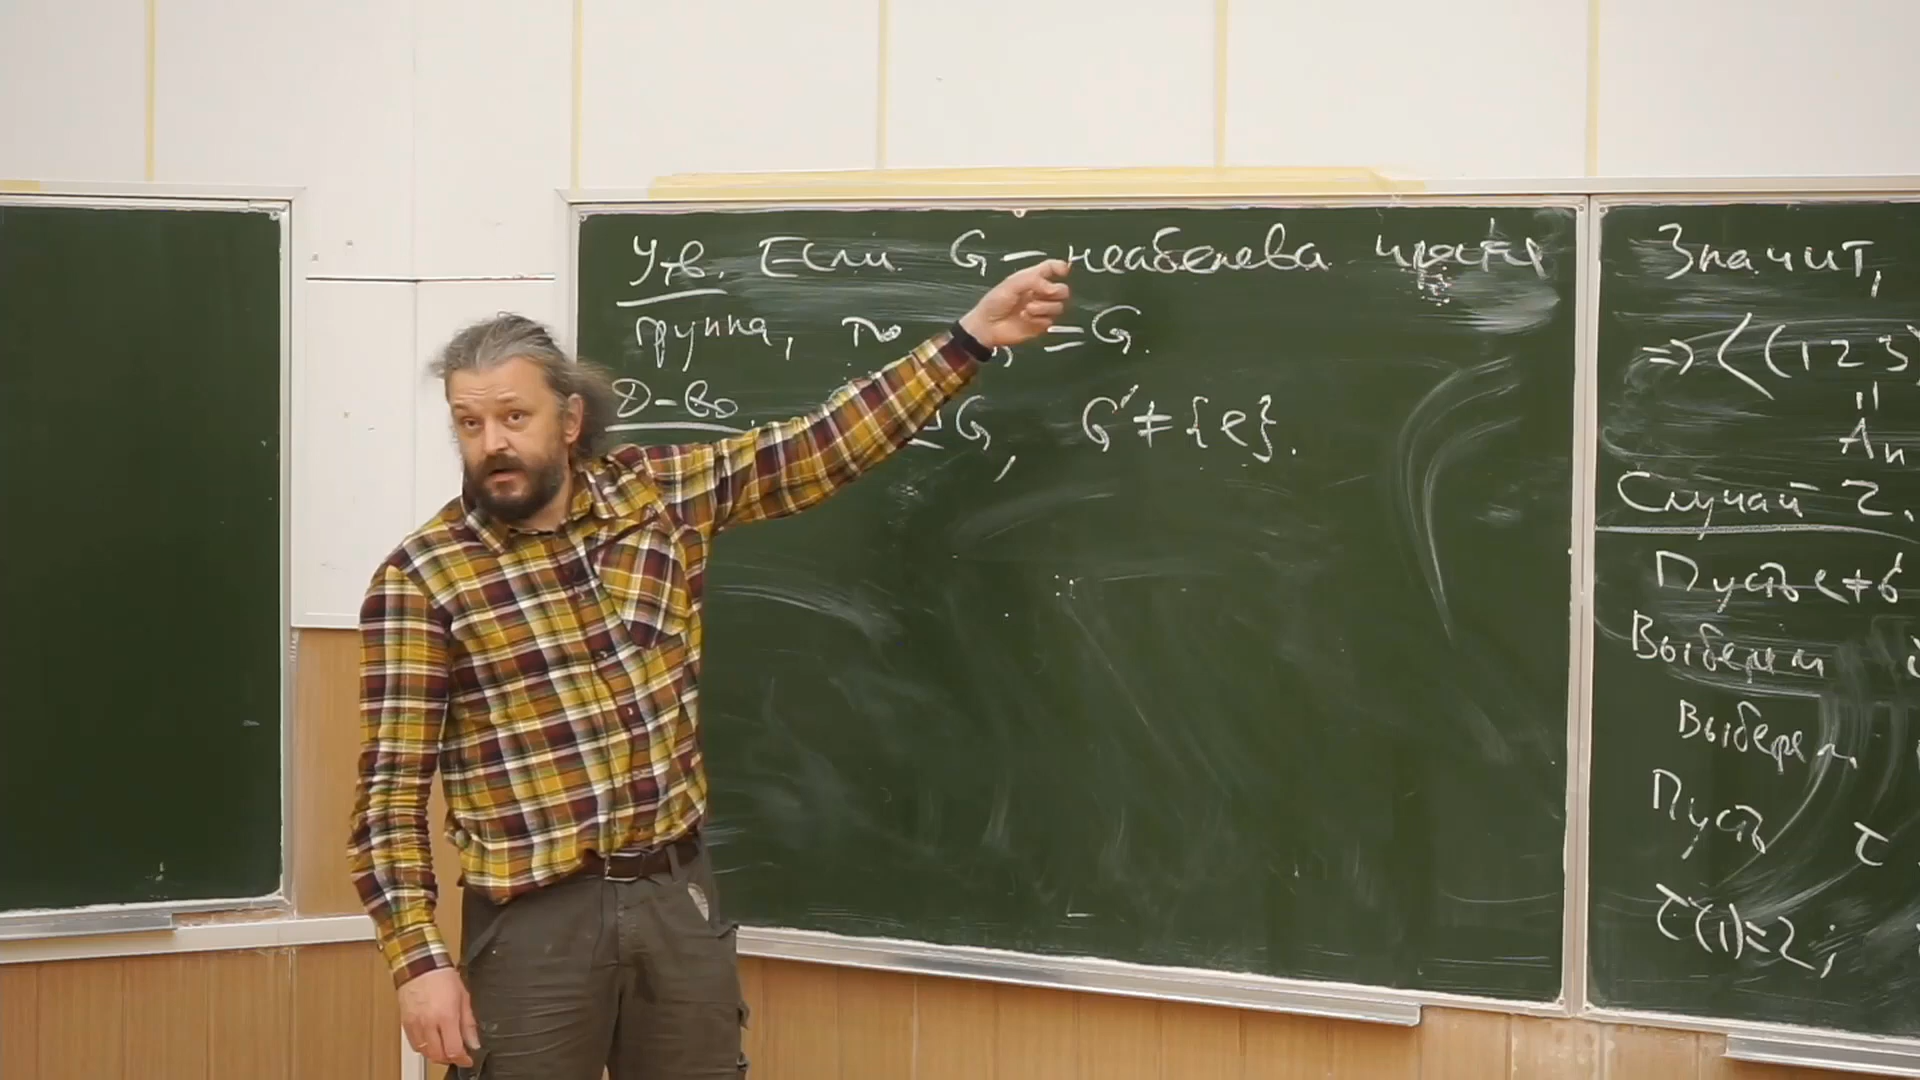 Утв. Если G – неабелева простая
группа, то = G.
Д-во. G, G' ≠ {e}.
Значит,
⇒ ⟨(1 2 3)
||
An
Случай 2.
Пусть e ≠ б
Выберем
Выберем
Пусть τ
τ(1)=2;